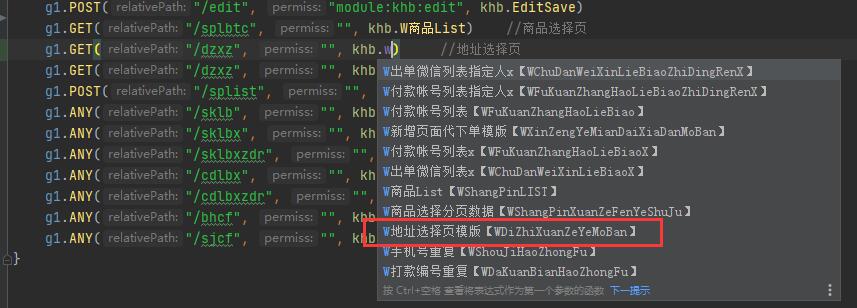 g1.POST( relativePath: "/edit", permiss: "module:khb:edit", khb.EditSave)
g1.GET( relativePath: "/splbtc", permiss: "", khb.W商品List)    //商品选择页
g1.GET( relativePath: "/dzxz", permiss: "", khb.w)    //地址选择页
g1.GET( relativePath: "/dzxz", permiss: "", khb
g1.POST( relativePath: "/splist", permiss: "",
g1.ANY( relativePath: "/sklb", permiss: "", khb
g1.ANY( relativePath: "/sklbx", permiss: "", kh
g1.ANY( relativePath: "/sklbxzdr", permiss: "",
g1.ANY( relativePath: "/cdlbx", permiss: "", kh
g1.ANY( relativePath: "/cdlbxzdr", permiss: "",
g1.ANY( relativePath: "/bhcf", permiss: "", khb
g1.ANY( relativePath: "/sjcf", permiss: "", khb
}
W出单微信列表指定人x【WChuDanWeiXinLieBiaoZhiDingRenX】
W付款帐号列表指定人x【WFuKuanZhangHaoLieBiaoZhiDingRenX】
W付款帐号列表【WFuKuanZhangHaoLieBiao】
W新增页面代下单模版【WXinZengYeMianDaiXiaDanMoBan】
W付款帐号列表x【WFuKuanZhangHaoLieBiaoX】
W出单微信列表x【WChuDanWeiXinLieBiaoX】
W商品List【WShangPinLIST】
W商品选择分页数据【WShangPinXuanZeFenYeShuJu】
W地址选择页模版【WDiZhiXuanZeYeMoBan】
W手机号重复【WShouJiHaoZhongFu】
W打款编号重复【WDaKuanBianHaoZhongFu】
按 Ctrl+空格 查看将表达式作为第一个参数的函数 下一提示